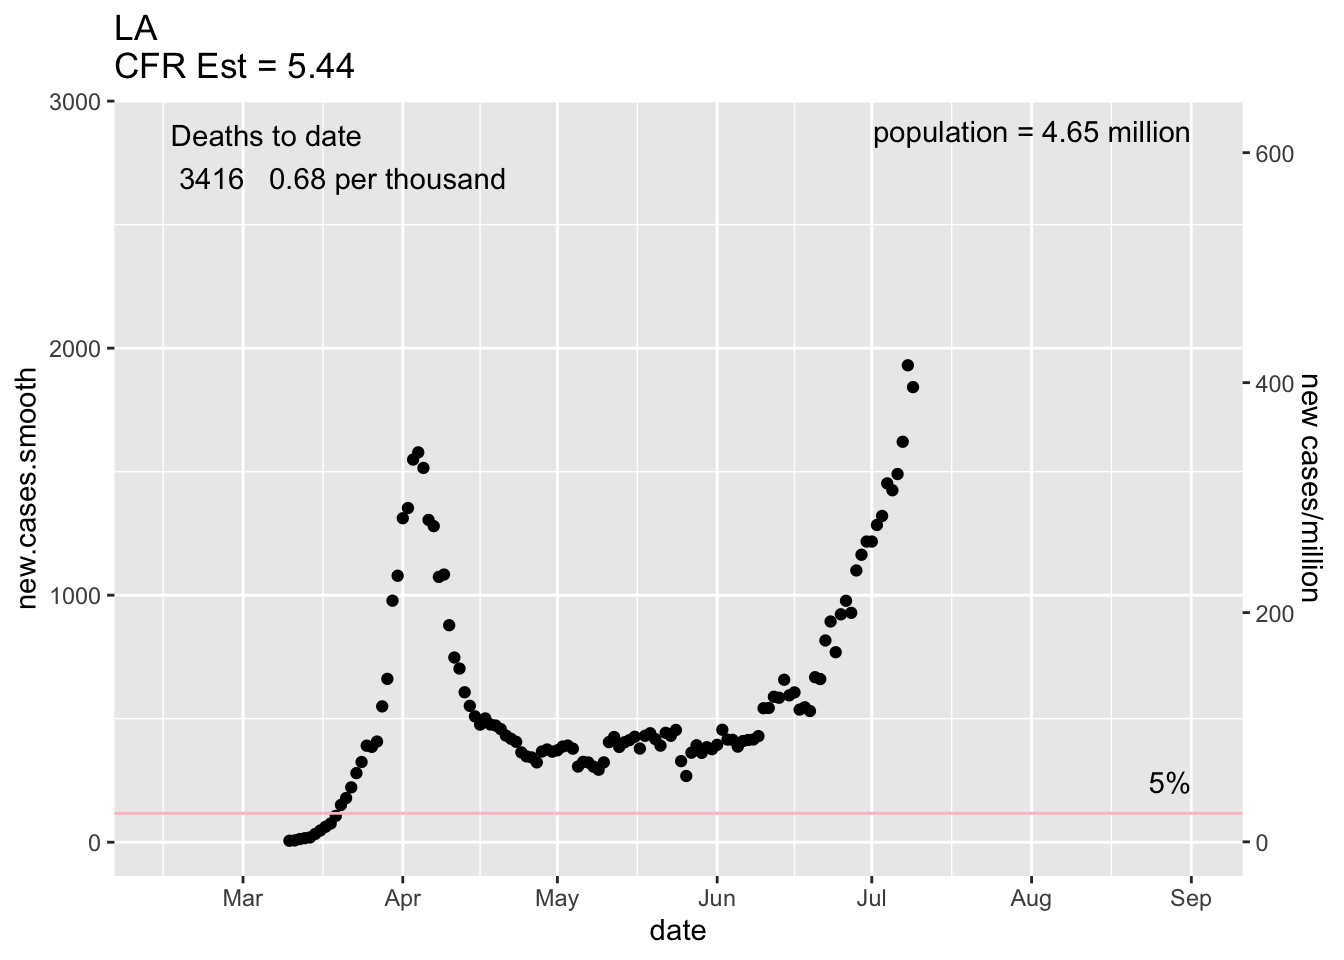 LA
CFR Est = 5.44
Deaths to date
3416 0.68 per thousand
population = 4.65 million
3000
2000
1000
0
new.cases.smooth
600
400
200
0
new cases/million
5%
Mar Apr May Jun Jul Aug Sep
date